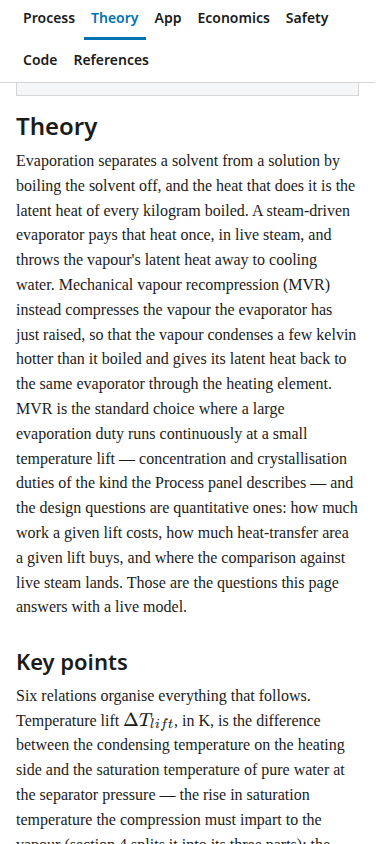 Process Theory App Economics Safety
Code References
Theory
Evaporation separates a solvent from a solution by
boiling the solvent off, and the heat that does it is the
latent heat of every kilogram boiled. A steam-driven
evaporator pays that heat once, in live steam, and
throws the vapour's latent heat away to cooling
water. Mechanical vapour recompression (MVR)
instead compresses the vapour the evaporator has
just raised, so that the vapour condenses a few kelvin
hotter than it boiled and gives its latent heat back to
the same evaporator through the heating element.
MVR is the standard choice where a large
evaporation duty runs continuously at a small
temperature lift — concentration and crystallisation
duties of the kind the Process panel describes — and
the design questions are quantitative ones: how much
work a given lift costs, how much heat-transfer area
a given lift buys, and where the comparison against
live steam lands. Those are the questions this page
answers with a live model.
Key points
Six relations organise everything that follows.
Temperature lift ΔT_lift, in K, is the difference
between the condensing temperature on the heating
side and the saturation temperature of pure water at
the separator pressure — the rise in saturation
temperature the compression must impart to the
vapour (section 4 splits it into its three parts); the